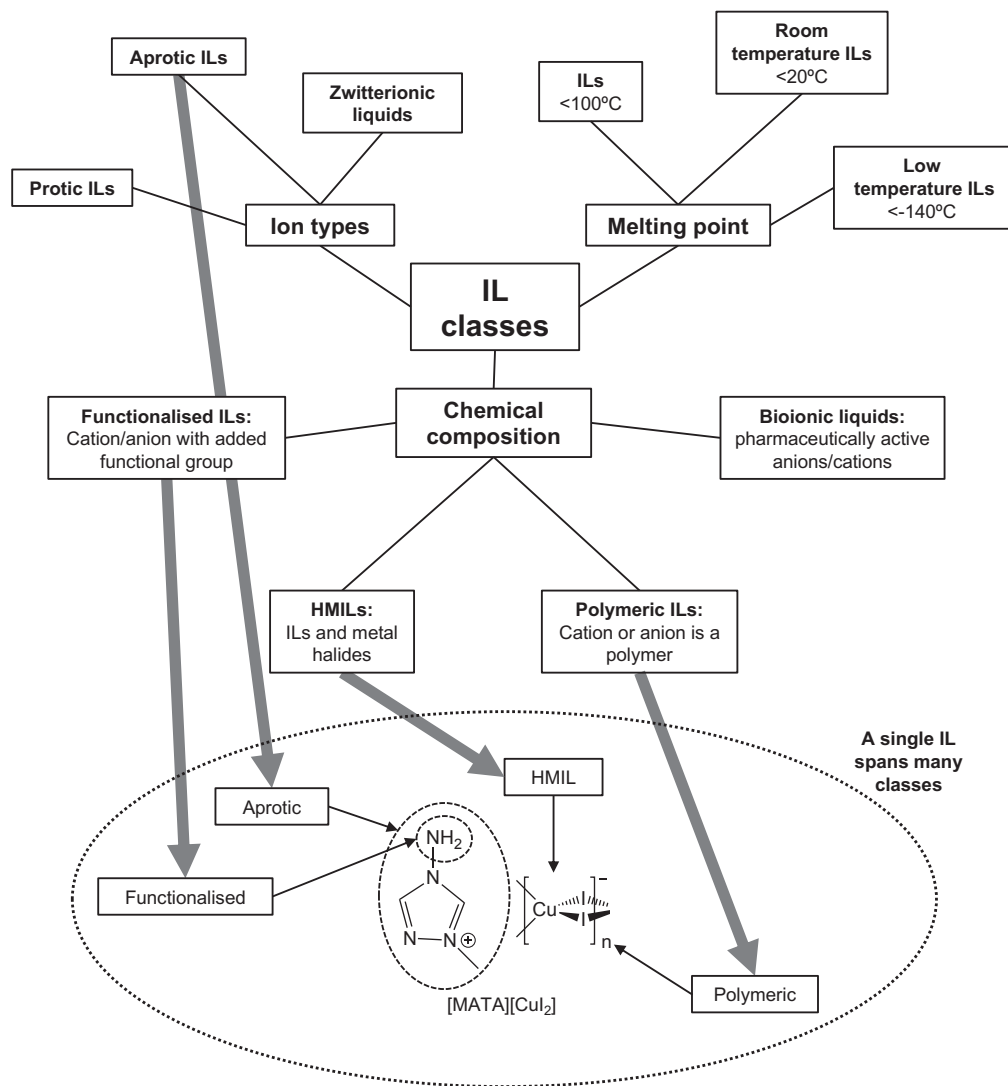 Aprotic ILs
Zwitterionic
liquids
Protic ILs
Ion types
ILs
<100ºC
Room
temperature ILs
<20ºC
Low
temperature ILs
<-140ºC
Melting point
IL
classes
Functionalised ILs:
Cation/anion with added
functional group
Chemical
composition
Bioionic liquids:
pharmaceutically active
anions/cations
HMILs:
ILs and metal
halides
Polymeric ILs:
Cation or anion is a
polymer
A single IL
spans many
classes
HMIL
Aprotic
Functionalised
NH₂
N
N
N
⊕
Cu
I
I
−
n
Polymeric
[MATA][CuI₂]